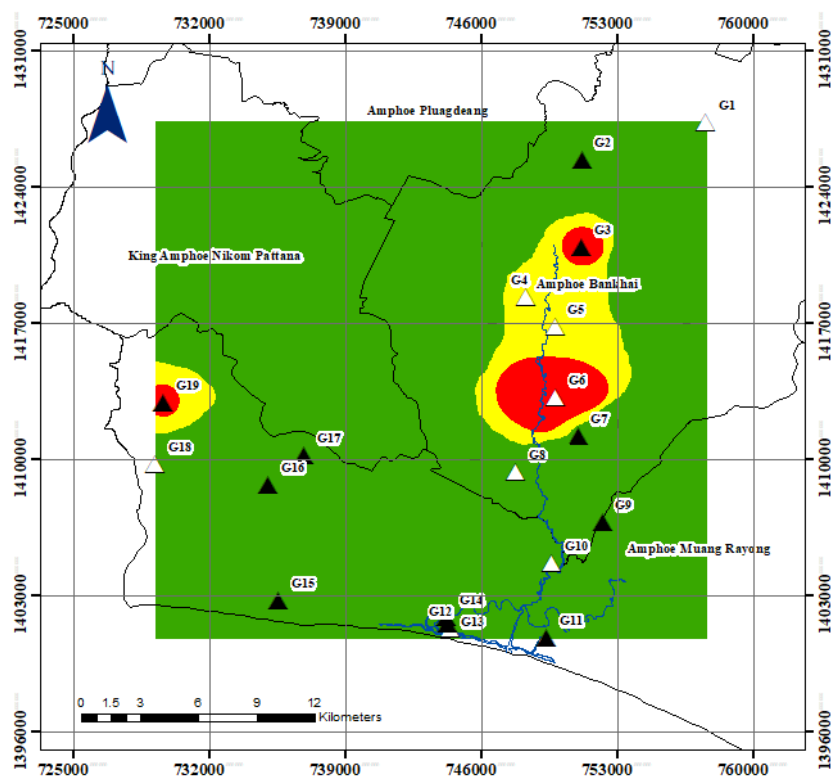 725000 732000 739000 746000 753000 760000
1431000 1431000
N
Amphoe Pluagdeang
G1
G2
1424000 1424000
G3
King Amphoe Nikom Pattana
G4
Amphoe Bankhai
G5
1417000 1417000
G19
G6
G7
G18
G17
G8
1410000 1410000
G16
G9
G10
Amphoe Muang Rayong
G15
G14
1403000 1403000
G12
G13
G11
0 1.5 3 6 9 12
Kilometers
1396000 1396000
725000 732000 739000 746000 753000 760000